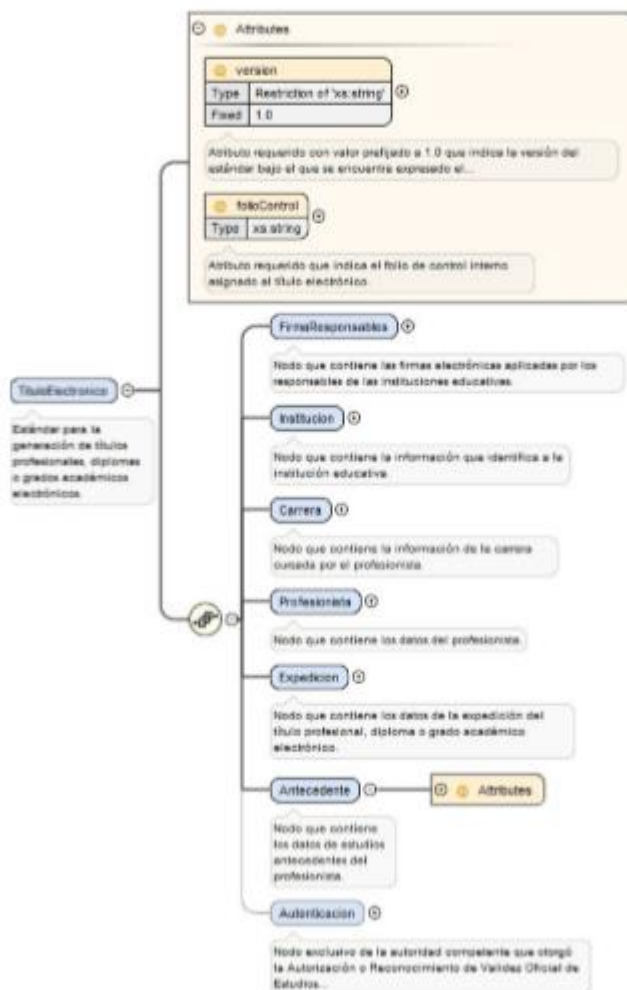 Attributes
version
Type Restriction of 'xs:string'
Fixed 1.0
Atributo requerido con valor prefijado a 1.0 que indica la versión del
estándar bajo el que se encuentra expresado el...
folioControl
Type xs:string
Atributo requerido que indica el folio de control interno
asignado al título electrónico.
FirmaResponsables
Nodo que contiene las firmas electrónicas aplicadas por los
responsables de las instituciones educativas.
TituloElectronico
Estándar para la
generación de títulos
profesionales, diplomas
o grados académicos
electrónicos.
Institucion
Nodo que contiene la información que identifica a la
institución educativa
Carrera
Nodo que contiene la información de la carrera
cursada por el profesionista.
Profesionista
Nodo que contiene los datos del profesionista.
Expedicion
Nodo que contiene los datos de la expedición del
título profesional, diploma o grado académico
electrónico.
Antecedente
Attributes
Nodo que contiene
los datos de estudios
antecedentes del
profesionista.
Autenticacion
Nodo exclusivo de la autoridad competente que otorgó
la Autorización o Reconocimiento de Validez Oficial de
Estudios...